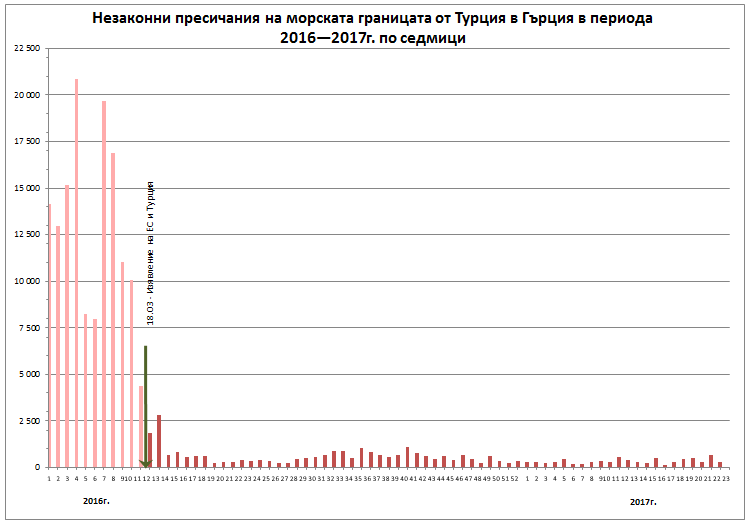 Незаконни пресичания на морската границата от Турция в Гърция в периода
2016—2017г. по седмици
22 500
20 000
17 500
15 000
12 500
10 000
7 500
5 000
2 500
0
18.03 - Изявление на ЕС и Турция
1 2 3 4 5 6 7 8 9 10 11 12 13 14 15 16 17 18 19 20 21 22 23 24 25 26 27 28 29 30 31 32 33 34 35 36 37 38 39 40 41 42 43 44 45 46 47 48 49 50 51 52 1 2 3 4 5 6 7 8 9 10 11 12 13 14 15 16 17 18 19 20 21 22 23
2016г. 2017г.